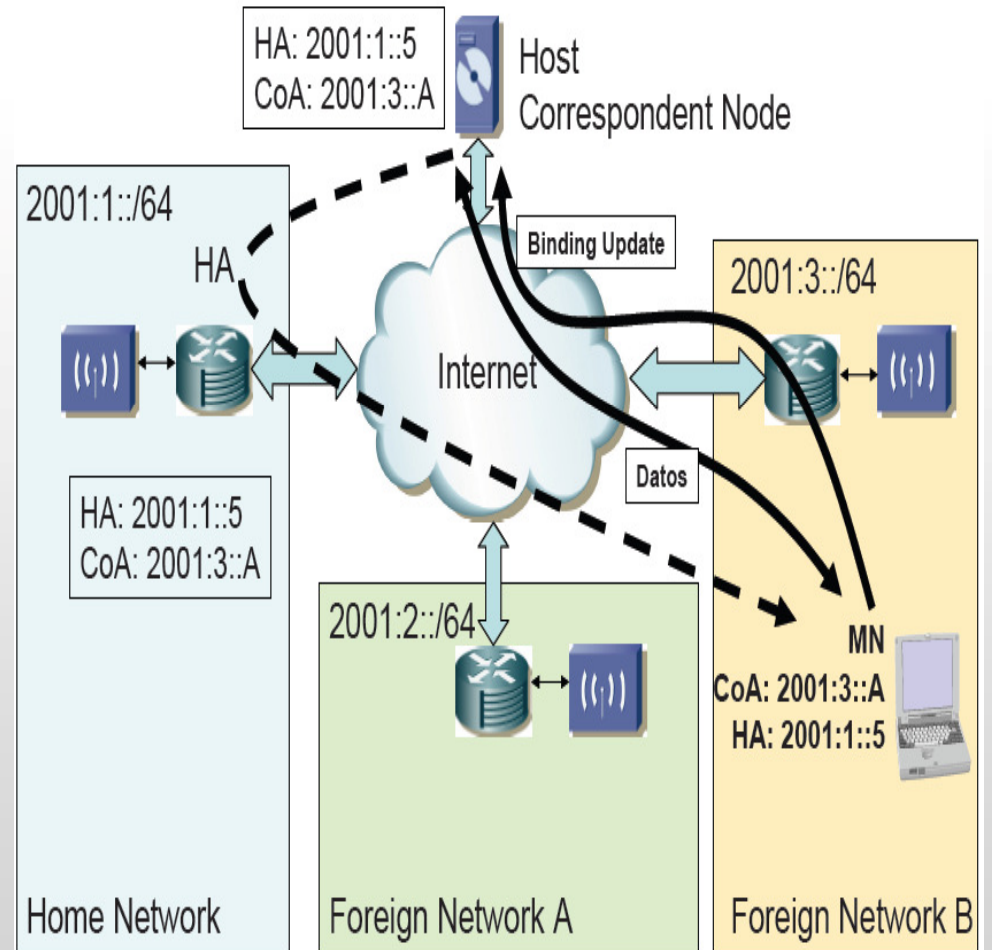 HA: 2001:1::5
CoA: 2001:3::A
Host
Correspondent Node
2001:1::/64
HA
Binding Update
2001:3::/64
Internet
Datos
HA: 2001:1::5
CoA: 2001:3::A
2001:2::/64
MN
CoA: 2001:3::A
HA: 2001:1::5
Home Network
Foreign Network A
Foreign Network B